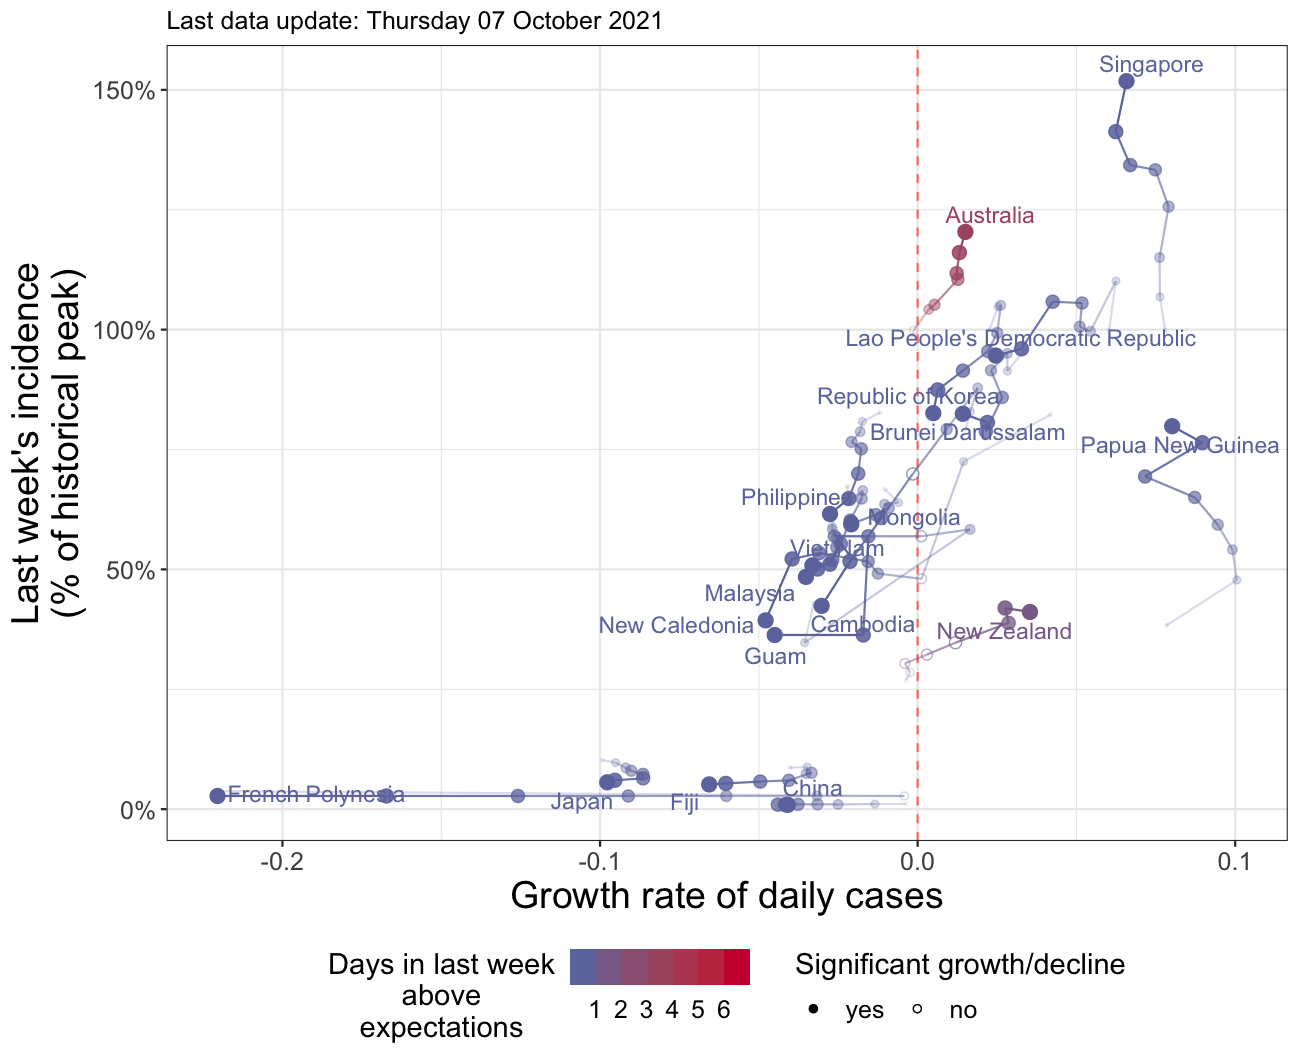 Last data update: Thursday 07 October 2021
Last week's incidence
(% of historical peak)
150%
100%
50%
0%
Singapore
Australia
Lao People's Democratic Republic
Republic of Korea
Brunei Darussalam
Papua New Guinea
Philippines
Mongolia
Viet Nam
Malaysia
New Caledonia
Cambodia
New Zealand
Guam
French Polynesia
China
Japan
Fiji
-0.2
-0.1
0.0
0.1
Growth rate of daily cases
Days in last week
above
expectations
1 2 3 4 5 6
Significant growth/decline
yes no